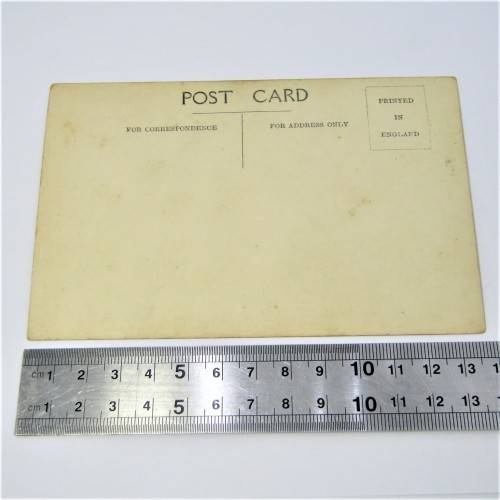 POST CARD
FOR CORRESPONDENCE
FOR ADDRESS ONLY
PRINTED
IN
ENGLAND
cm 1 2 3 4 5 6 7 8 9 10 11 12 13
cm 1 2 3 4 5 6 7 8 9 10 11 12 13